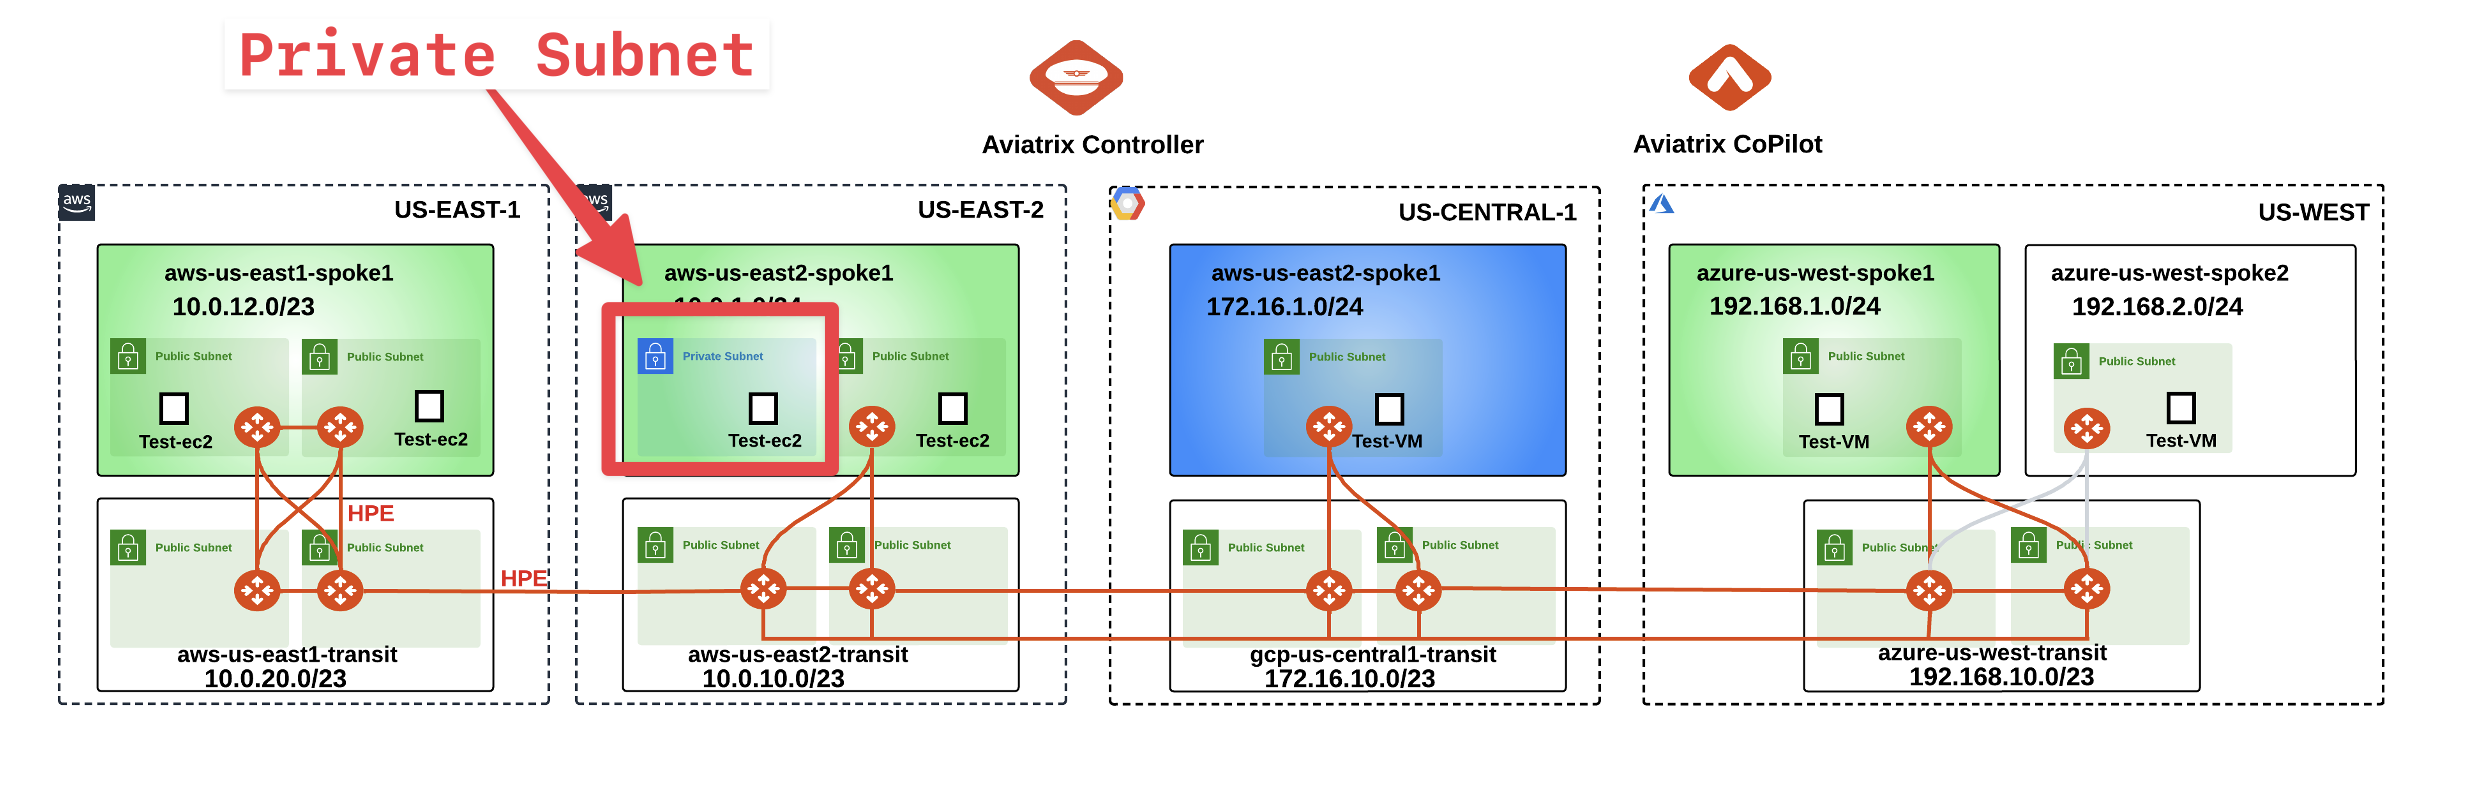 Private Subnet
Aviatrix Controller
Aviatrix CoPilot
aws
US-EAST-1
aws-us-east1-spoke1
10.0.12.0/23
Public Subnet
Public Subnet
Test-ec2
Test-ec2
HPE
Public Subnet
Public Subnet
aws-us-east1-transit
10.0.20.0/23
HPE
aws
US-EAST-2
aws-us-east2-spoke1
Private Subnet
Public Subnet
Test-ec2
Test-ec2
Public Subnet
Public Subnet
aws-us-east2-transit
10.0.10.0/23
US-CENTRAL-1
aws-us-east2-spoke1
172.16.1.0/24
Public Subnet
Test-VM
Public Subnet
Public Subnet
gcp-us-central1-transit
172.16.10.0/23
US-WEST
azure-us-west-spoke1
192.168.1.0/24
Public Subnet
Test-VM
azure-us-west-spoke2
192.168.2.0/24
Public Subnet
Test-VM
Public Subnet
Public Subnet
azure-us-west-transit
192.168.10.0/23